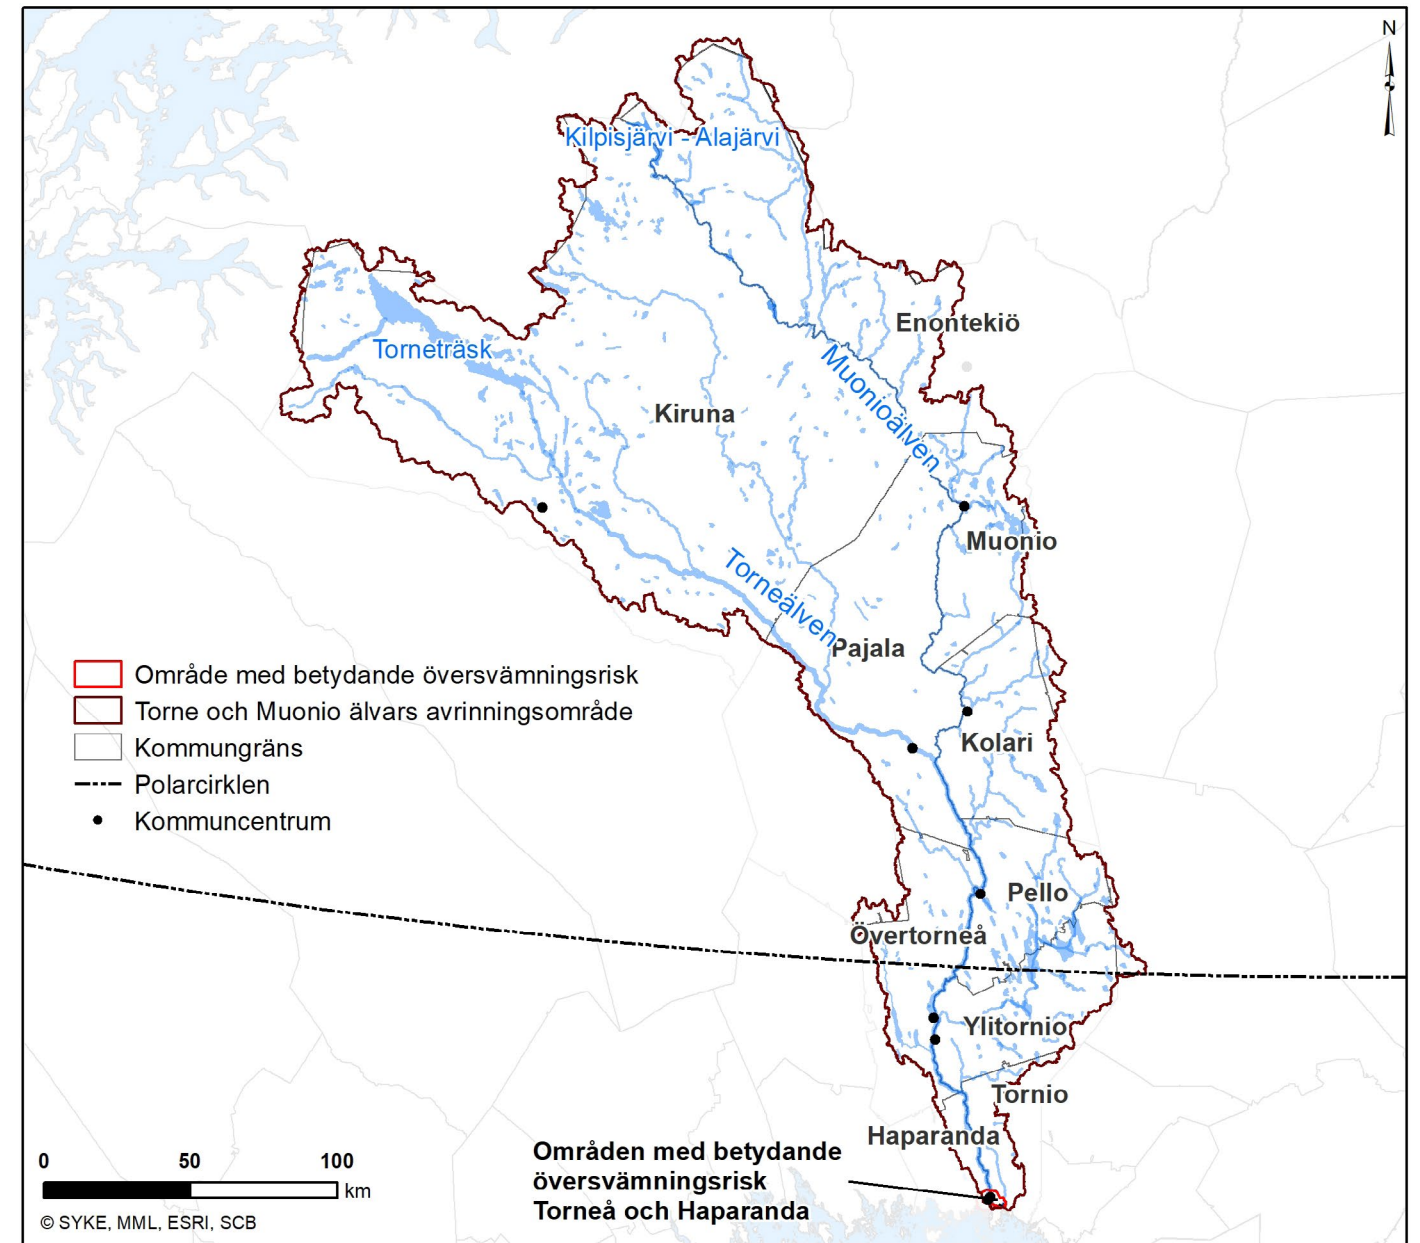 N
Kilpisjärvi - Alajärvi
Enontekiö
Torneträsk
Muonioälven
Kiruna
Muonio
Torneälven
Pajala
Område med betydande översvämningsrisk
Torne och Muonio älvars avrinningsområde
Kommungräns
Polarcirklen
Kommuncentrum
Kolari
Pello
Övertorneå
Ylitornio
Tornio
Haparanda
Områden med betydande
översvämningsrisk
Torneå och Haparanda
0 50 100
km
© SYKE, MML, ESRI, SCB